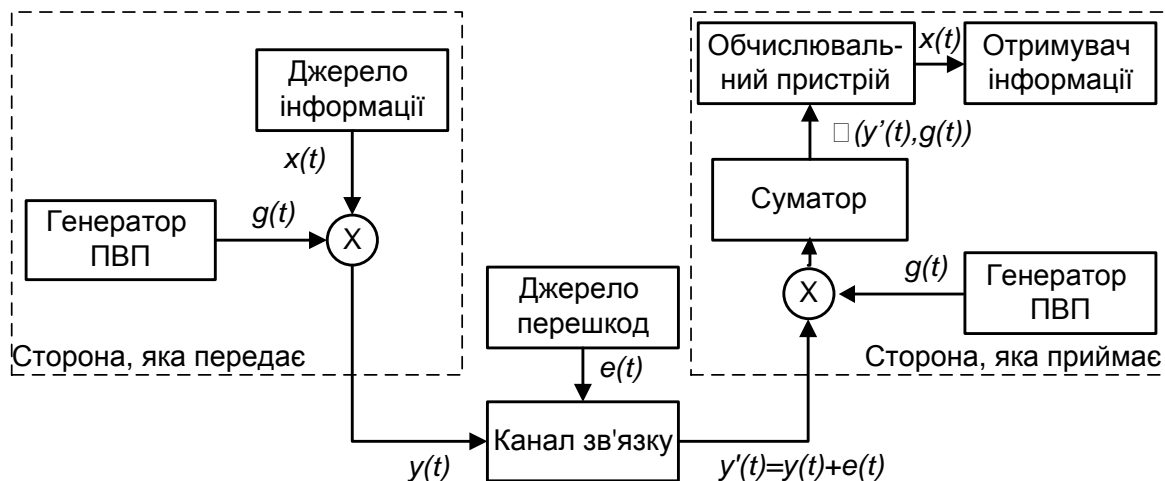 Джерело
інформації
x(t)
Генератор
ПВП
g(t)
X
Сторона, яка передає
y(t)
Джерело
перешкод
e(t)
Канал зв'язку
y'(t)=y(t)+e(t)
Обчислюваль-
ний пристрій
x(t)
Отримувач
інформації
□(y’(t),g(t))
Суматор
X
g(t)
Генератор
ПВП
Сторона, яка приймає